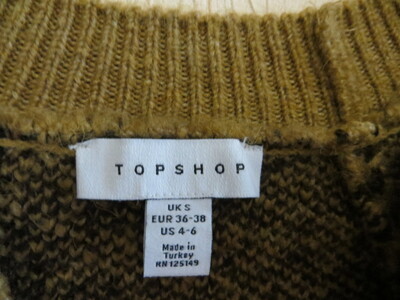 TOPSHOP
UK S
EUR 36-38
US 4-6
Made in
Turkey
RN 125149